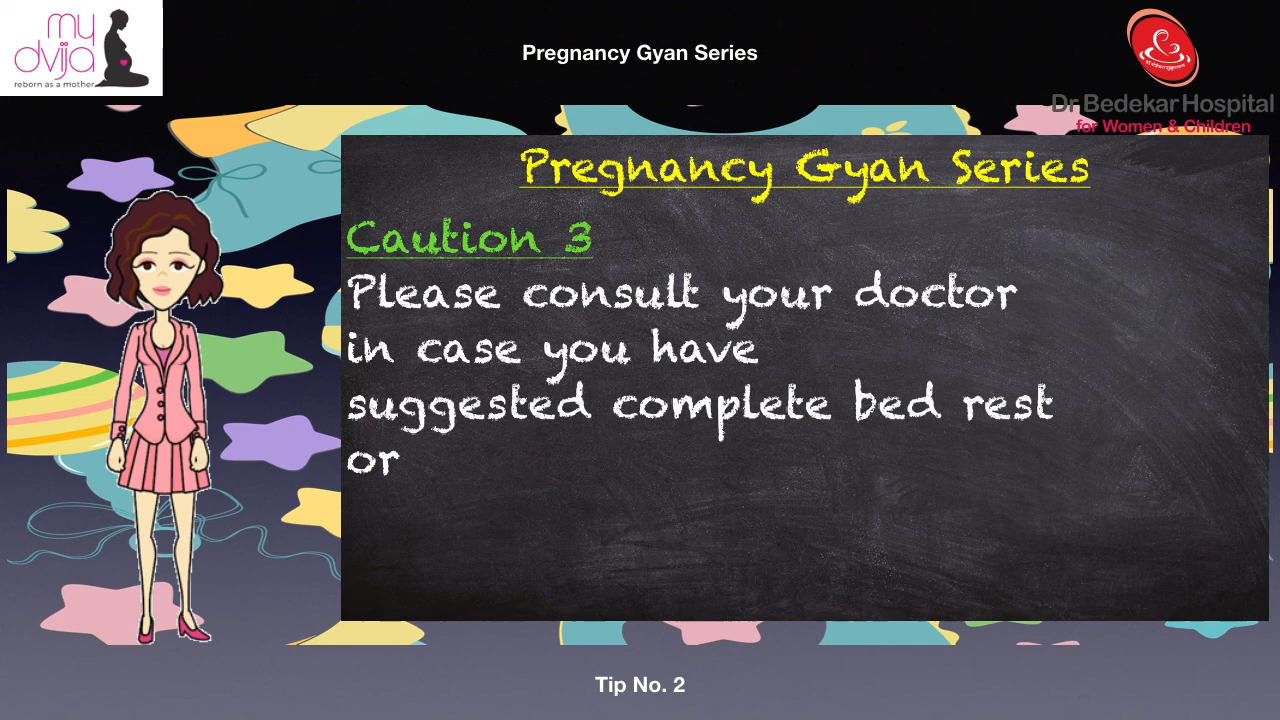 my
dvija
reborn as a mother
Pregnancy Gyan Series
Dr Bedekar Hospital
for Women & Children
Pregnancy Gyan Series
Caution 3
Please consult your doctor
in case you have
suggested complete bed rest
or
Tip No. 2